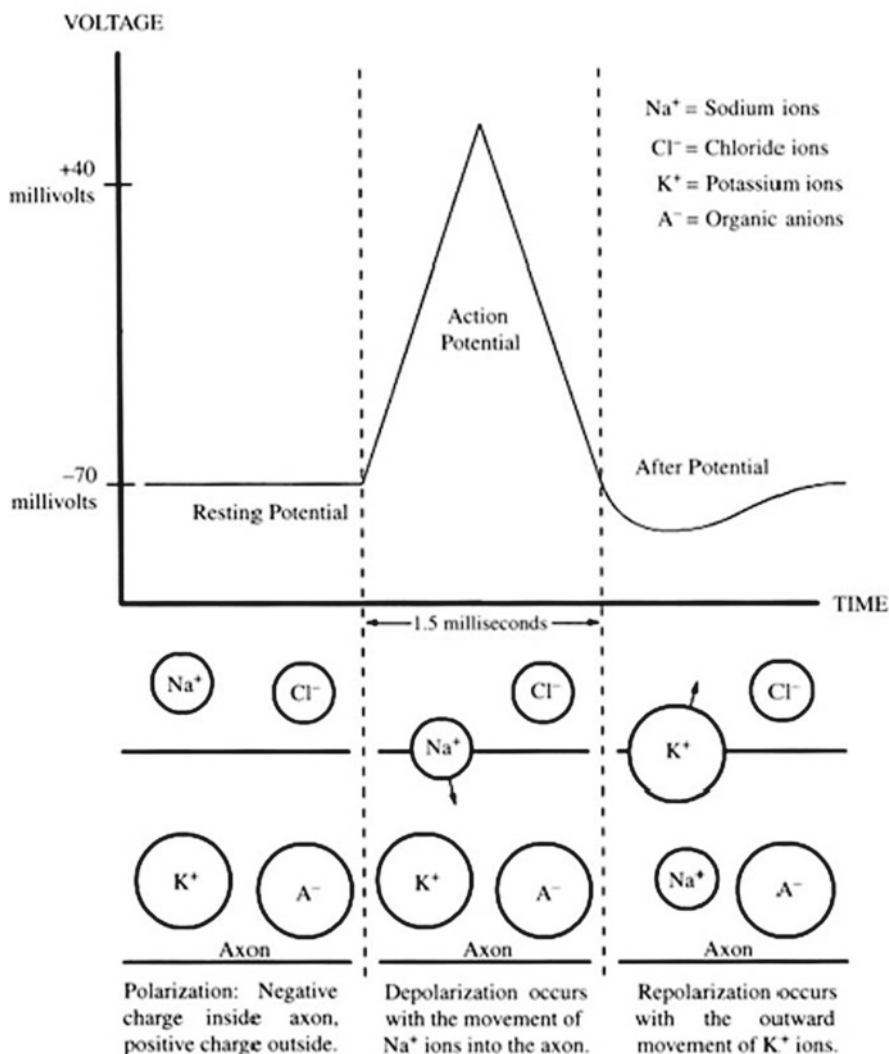 VOLTAGE
+40
millivolts
−70
millivolts
Na⁺ = Sodium ions
Cl⁻ = Chloride ions
K⁺ = Potassium ions
A⁻ = Organic anions
Action
Potential
Resting Potential
After Potential
TIME
1.5 milliseconds
Na⁺
Cl⁻
K⁺
A⁻
Axon
Polarization: Negative
charge inside axon,
positive charge outside.
Cl⁻
Na⁺
K⁺
A⁻
Axon
Depolarization occurs
with the movement of
Na⁺ ions into the axon.
Cl⁻
K⁺
Na⁺
A⁻
Axon
Repolarization occurs
with the outward
movement of K⁺ ions.